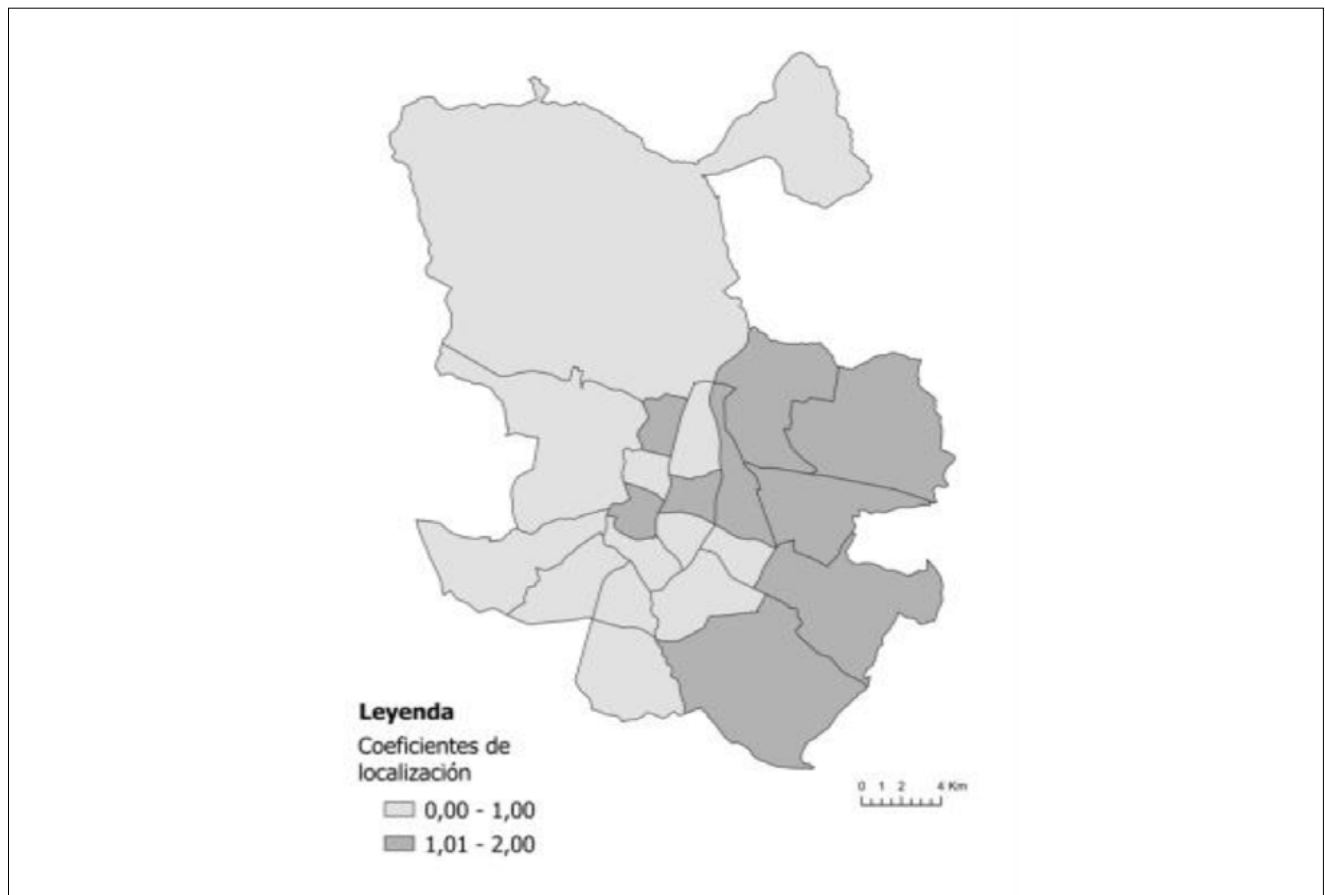 Leyenda
Coeficientes de
localización
0,00 - 1,00
1,01 - 2,00
0 1 2 4 Km